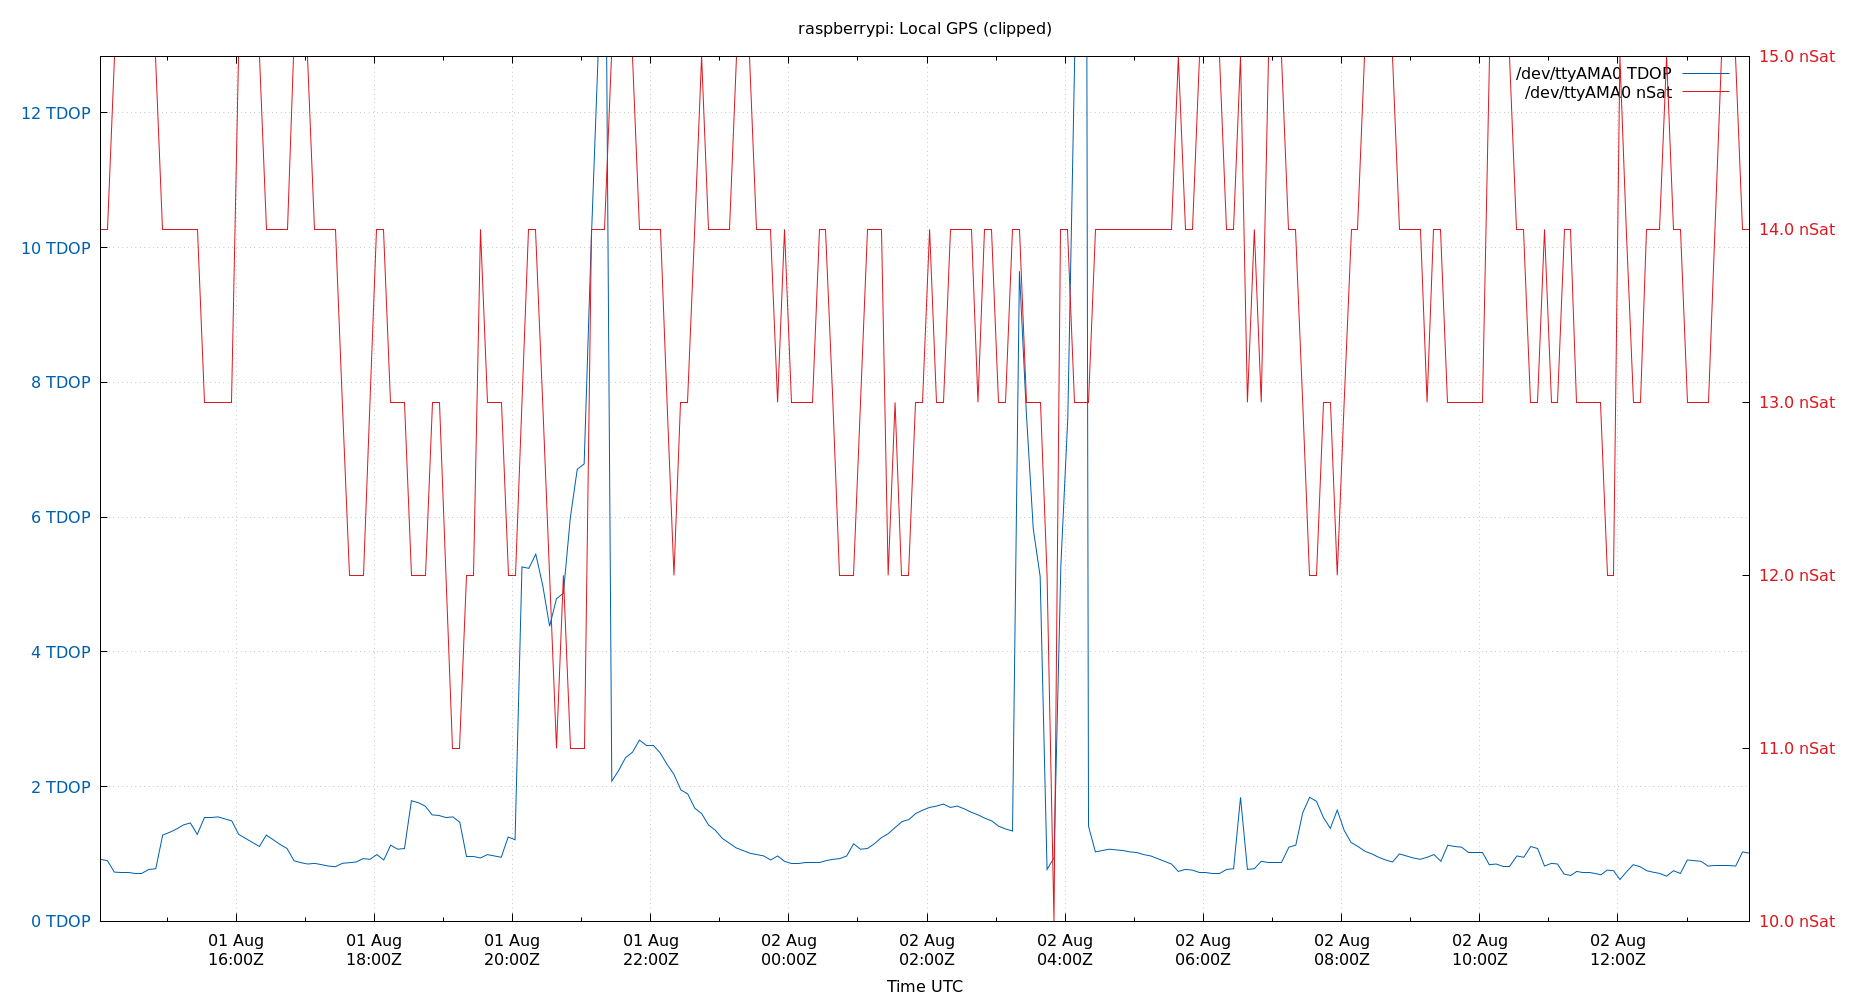 raspberrypi: Local GPS (clipped)
15.0 nSat
/dev/ttyAMA0 TDOP
/dev/ttyAMA0 nSat
12 TDOP
14.0 nSat
10 TDOP
8 TDOP
13.0 nSat
6 TDOP
12.0 nSat
4 TDOP
11.0 nSat
2 TDOP
0 TDOP
10.0 nSat
01 Aug
16:00Z
01 Aug
18:00Z
01 Aug
20:00Z
01 Aug
22:00Z
02 Aug
00:00Z
02 Aug
02:00Z
02 Aug
04:00Z
02 Aug
06:00Z
02 Aug
08:00Z
02 Aug
10:00Z
02 Aug
12:00Z
Time UTC